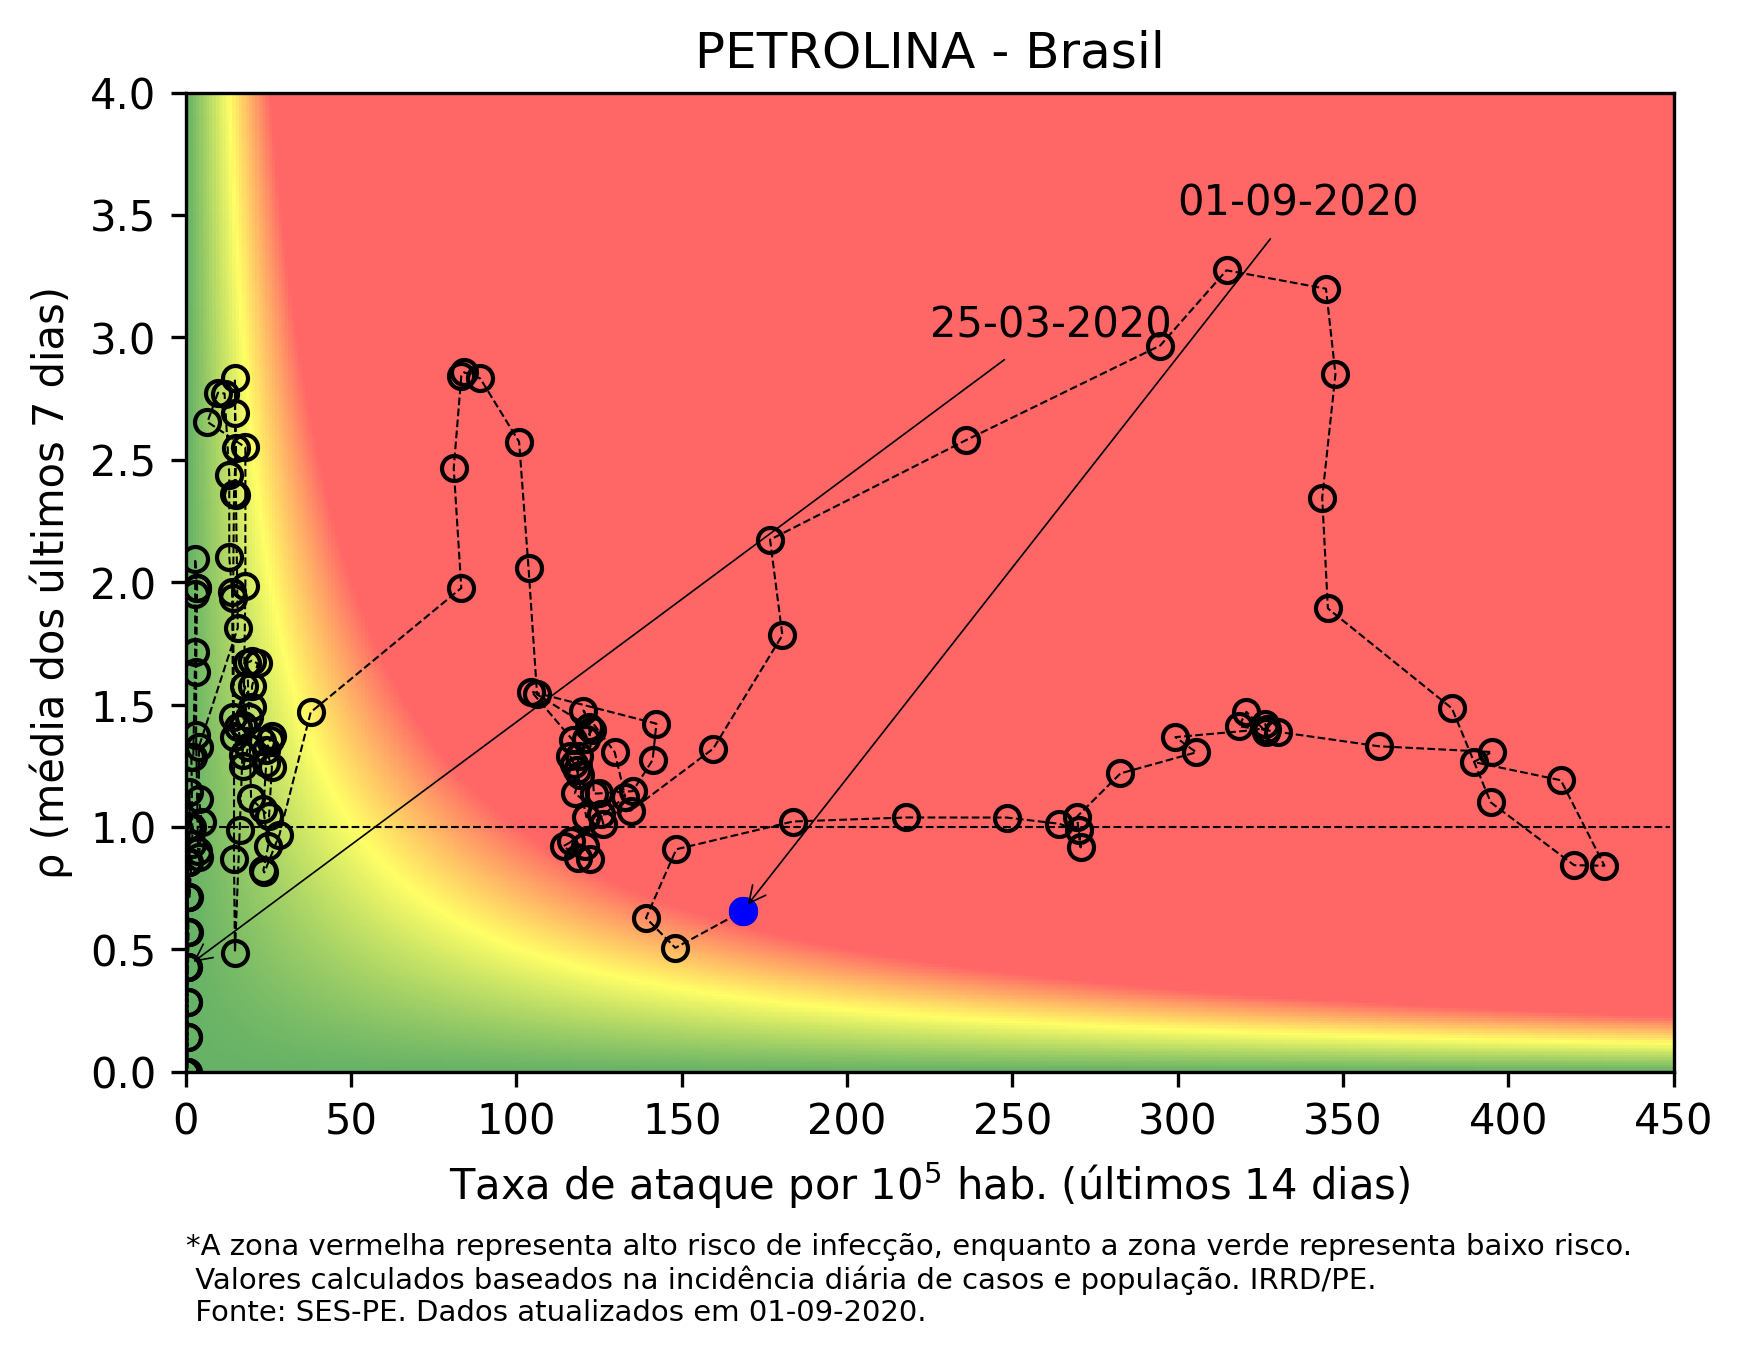 PETROLINA - Brasil
4.0
3.5
3.0
2.5
2.0
1.5
1.0
0.5
0.0
ρ (média dos últimos 7 dias)
01-09-2020
25-03-2020
0 50 100 150 200 250 300 350 400 450
Taxa de ataque por 10⁵ hab. (últimos 14 dias)
*A zona vermelha representa alto risco de infecção, enquanto a zona verde representa baixo risco.
Valores calculados baseados na incidência diária de casos e população. IRRD/PE.
Fonte: SES-PE. Dados atualizados em 01-09-2020.